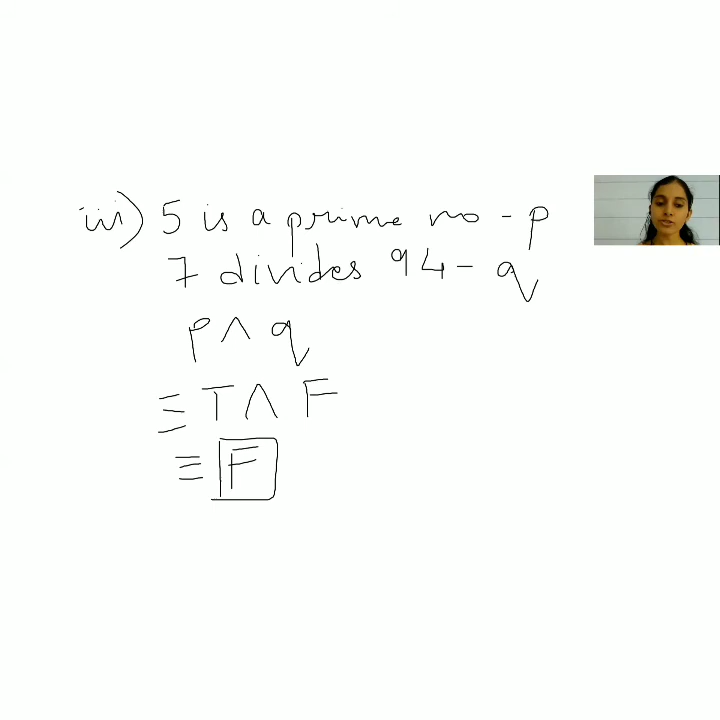 iii) 5 is a prime no - p
7 divides 94 - q
p ∧ q
≡ T ∧ F
≡ F